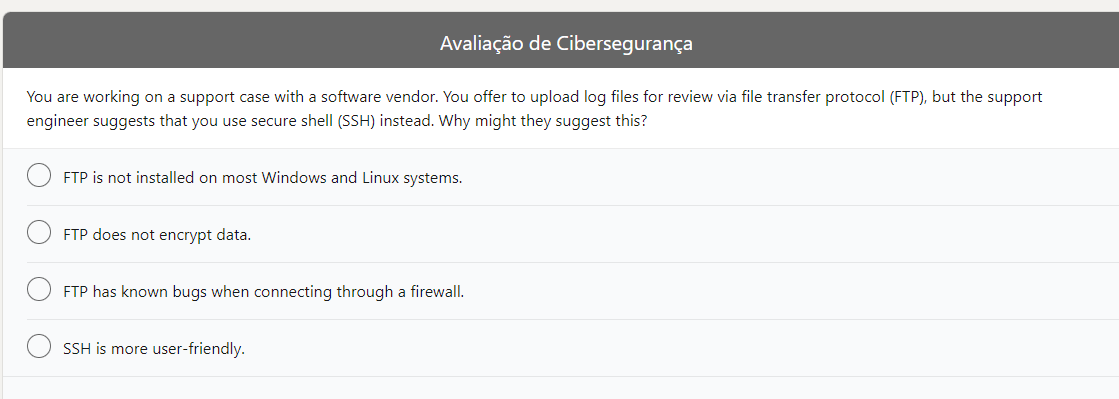 Avaliação de Cibersegurança
You are working on a support case with a software vendor. You offer to upload log files for review via file transfer protocol (FTP), but the support
engineer suggests that you use secure shell (SSH) instead. Why might they suggest this?
FTP is not installed on most Windows and Linux systems.
FTP does not encrypt data.
FTP has known bugs when connecting through a firewall.
SSH is more user-friendly.